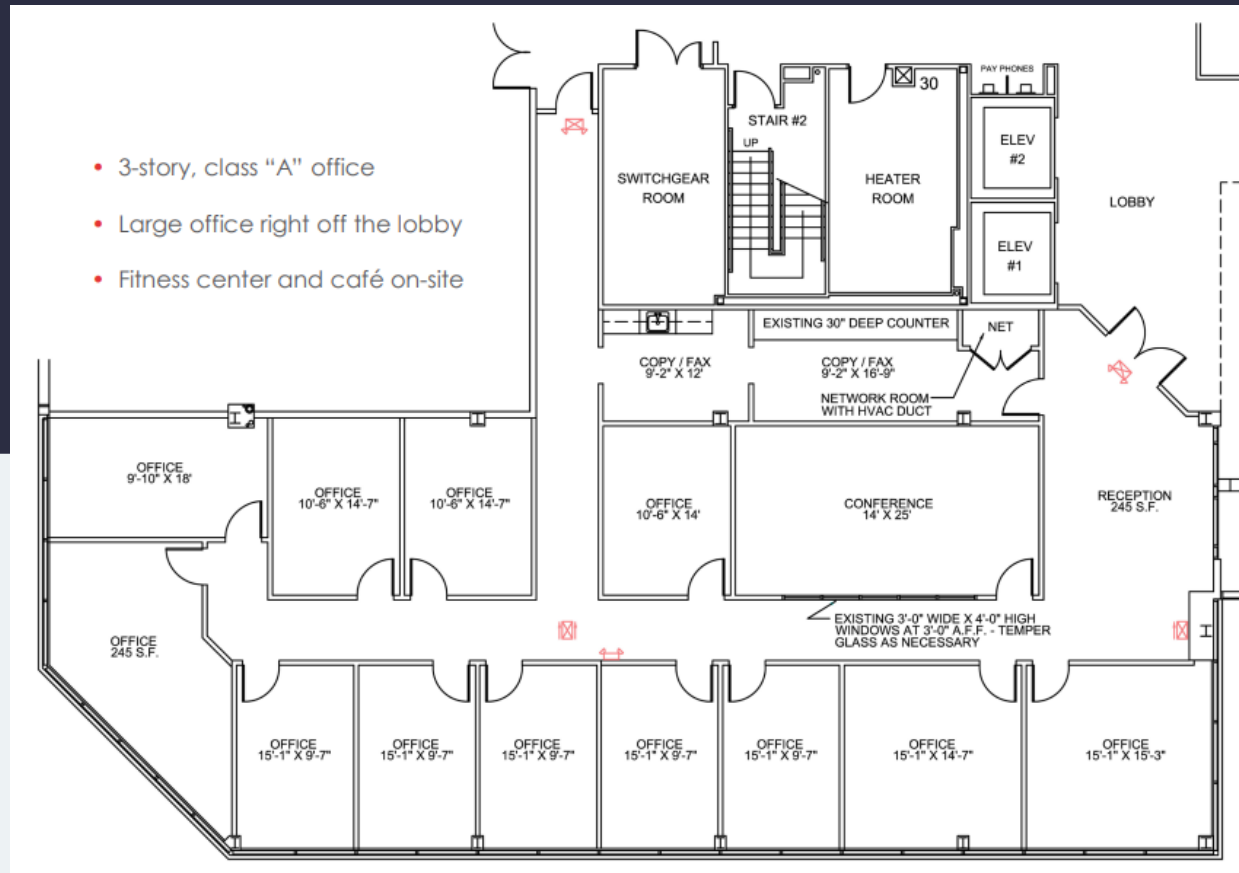 • 3-story, class “A” office
• Large office right off the lobby
• Fitness center and café on-site
PAY PHONES
30
STAIR #2
UP
ELEV
#2
SWITCHGEAR
ROOM
HEATER
ROOM
LOBBY
ELEV
#1
EXISTING 30" DEEP COUNTER
NET
COPY / FAX
9'-2" X 12'
COPY / FAX
9'-2" X 16'-9"
NETWORK ROOM
WITH HVAC DUCT
OFFICE
9'-10" X 18'
OFFICE
10'-6" X 14'-7"
OFFICE
10'-6" X 14'-7"
OFFICE
10'-6" X 14'
CONFERENCE
14' X 25'
RECEPTION
245 S.F.
EXISTING 3'-0" WIDE X 4'-0" HIGH
WINDOWS AT 3'-0" A.F.F. - TEMPER
GLASS AS NECESSARY
OFFICE
245 S.F.
OFFICE
15'-1" X 9'-7"
OFFICE
15'-1" X 9'-7"
OFFICE
15'-1" X 9'-7"
OFFICE
15'-1" X 9'-7"
OFFICE
15'-1" X 9'-7"
OFFICE
15'-1" X 14'-7"
OFFICE
15'-1" X 15'-3"